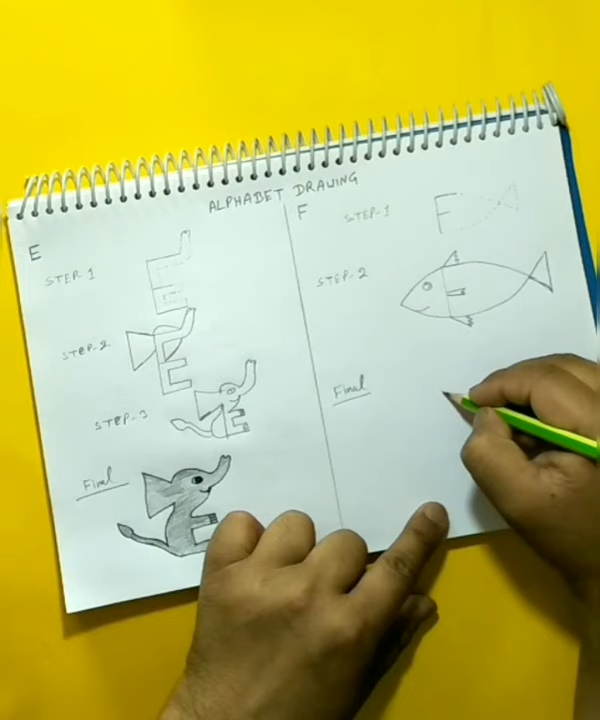 ALPHABET DRAWING
E
STEP-1
STEP-2
STEP-3
Final
F
STEP-1
F
STEP-2
Final